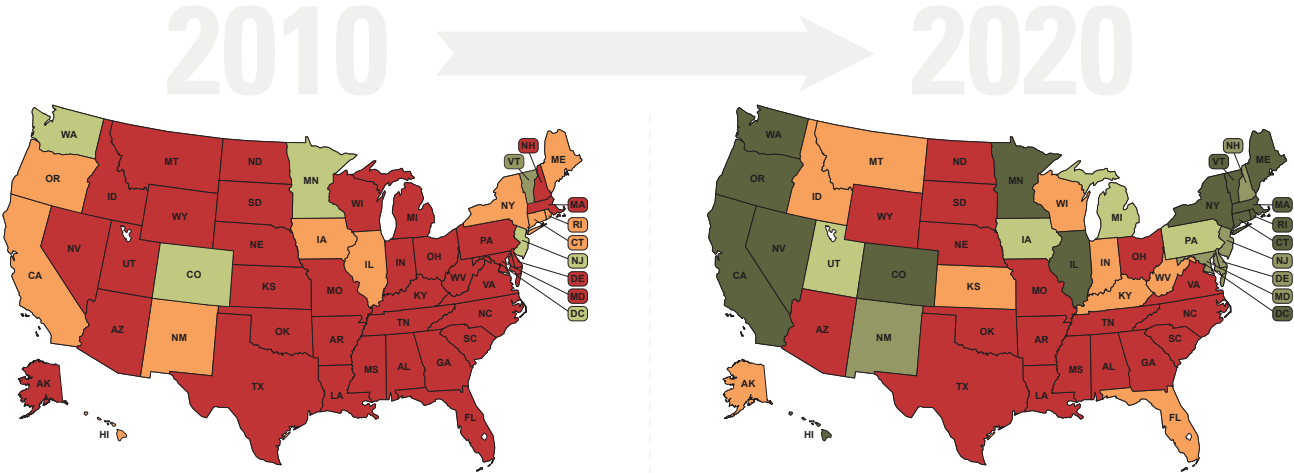 2010
2020
WA
OR
CA
NV
ID
MT
WY
UT
AZ
CO
NM
ND
SD
NE
KS
OK
TX
MN
IA
MO
AR
LA
WI
IL
MI
IN
OH
KY
TN
MS
AL
GA
FL
SC
NC
VA
WV
PA
NY
ME
VT
NH
MA
RI
CT
NJ
DE
MD
DC
AK
HI
WA
OR
CA
NV
ID
MT
WY
UT
AZ
CO
NM
ND
SD
NE
KS
OK
TX
MN
IA
MO
AR
LA
WI
IL
MI
IN
OH
KY
TN
MS
AL
GA
FL
SC
NC
VA
WV
PA
NY
ME
VT
NH
MA
RI
CT
NJ
DE
MD
DC
AK
HI